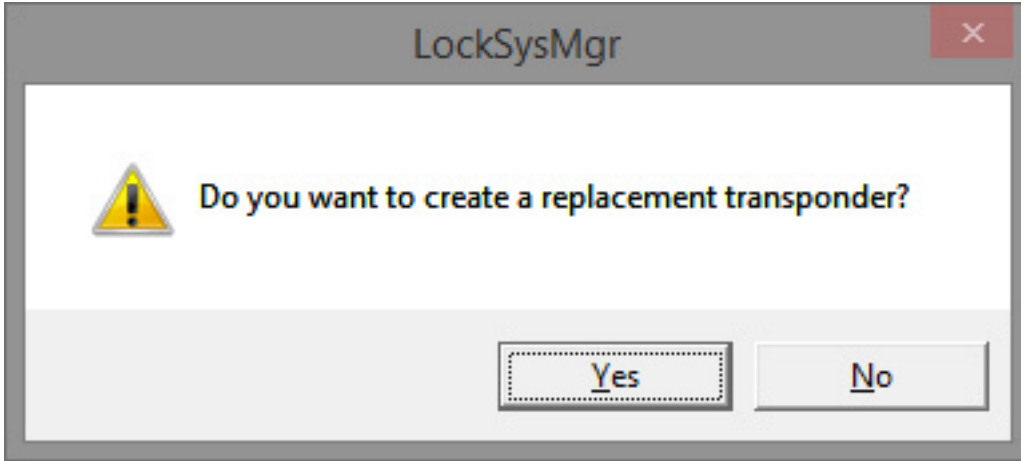 LockSysMgr
Do you want to create a replacement transponder?
Yes
No